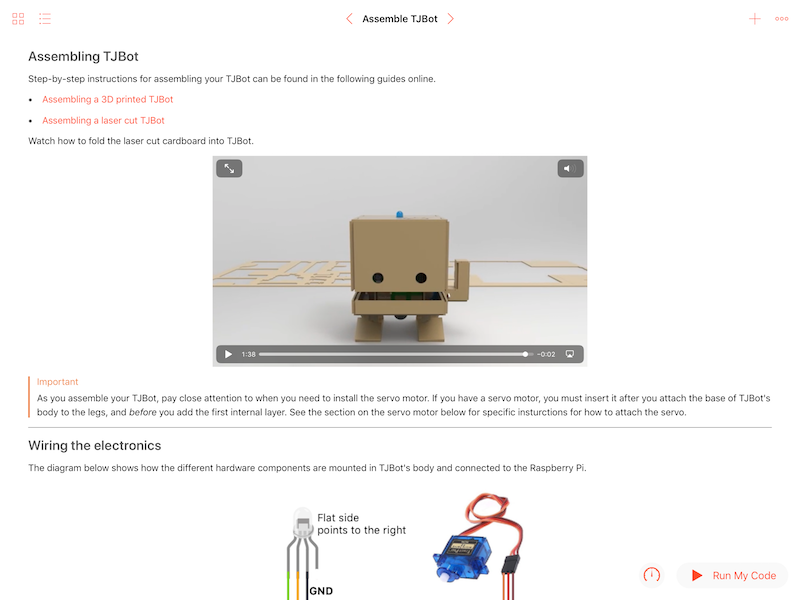 Assemble TJBot
Assembling TJBot
Step-by-step instructions for assembling your TJBot can be found in the following guides online.
• Assembling a 3D printed TJBot
• Assembling a laser cut TJBot
Watch how to fold the laser cut cardboard into TJBot.
1:38
-0:02
Important
As you assemble your TJBot, pay close attention to when you need to install the servo motor. If you have a servo motor, you must insert it after you attach the base of TJBot's
body to the legs, and before you add the first internal layer. See the section on the servo motor below for specific insturctions for how to attach the servo.
Wiring the electronics
The diagram below shows how the different hardware components are mounted in TJBot's body and connected to the Raspberry Pi.
Flat side
points to the right
GND
Run My Code